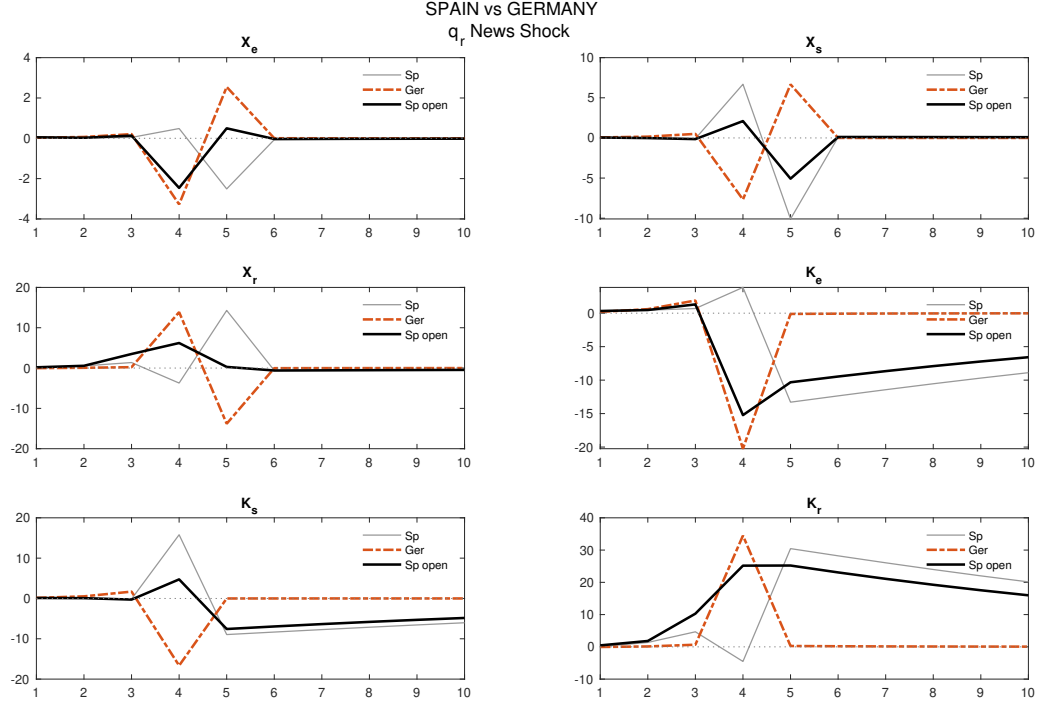 SPAIN vs GERMANY
q_r News Shock
X_e
4
2
0
-2
-4
1 2 3 4 5 6 7 8 9 10
Sp
Ger
Sp open
X_s
10
5
0
-5
-10
1 2 3 4 5 6 7 8 9 10
Sp
Ger
Sp open
X_r
20
10
0
-10
-20
1 2 3 4 5 6 7 8 9 10
Sp
Ger
Sp open
K_e
0
-5
-10
-15
-20
1 2 3 4 5 6 7 8 9 10
Sp
Ger
Sp open
K_s
20
10
0
-10
-20
1 2 3 4 5 6 7 8 9 10
Sp
Ger
Sp open
K_r
40
30
20
10
0
-10
1 2 3 4 5 6 7 8 9 10
Sp
Ger
Sp open